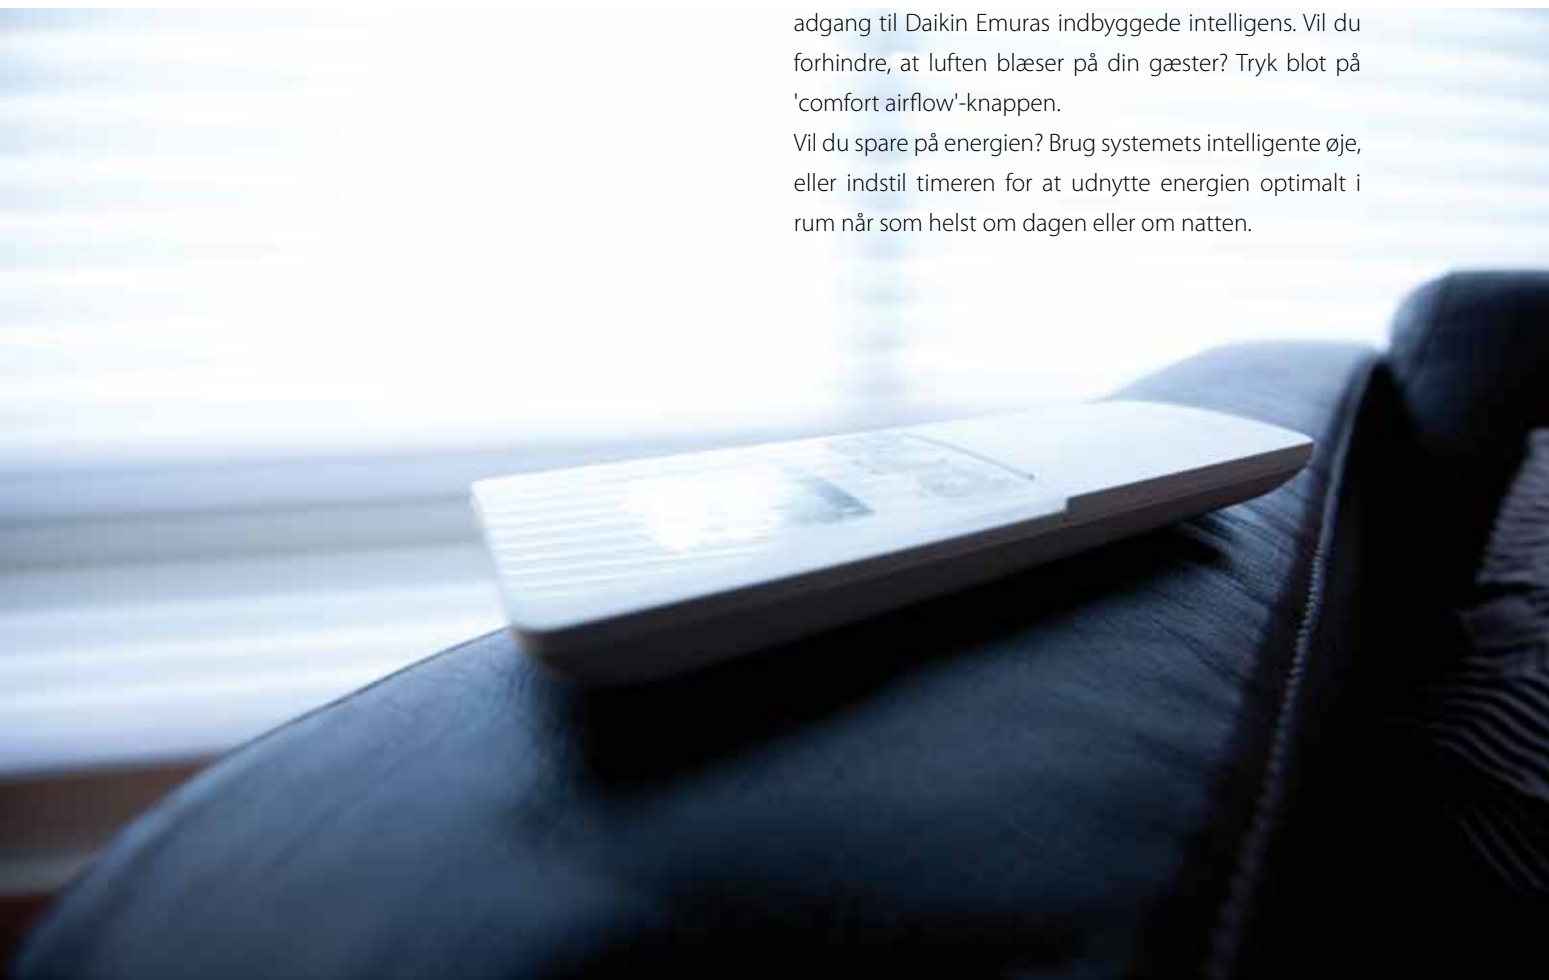 adgang til Daikin Emuras indbyggede intelligens. Vil du
forhindre, at luften blæser på din gæster? Tryk blot på
'comfort airflow'-knappen.
Vil du spare på energien? Brug systemets intelligente øje,
eller indstil timeren for at udnytte energien optimalt i
rum når som helst om dagen eller om natten.